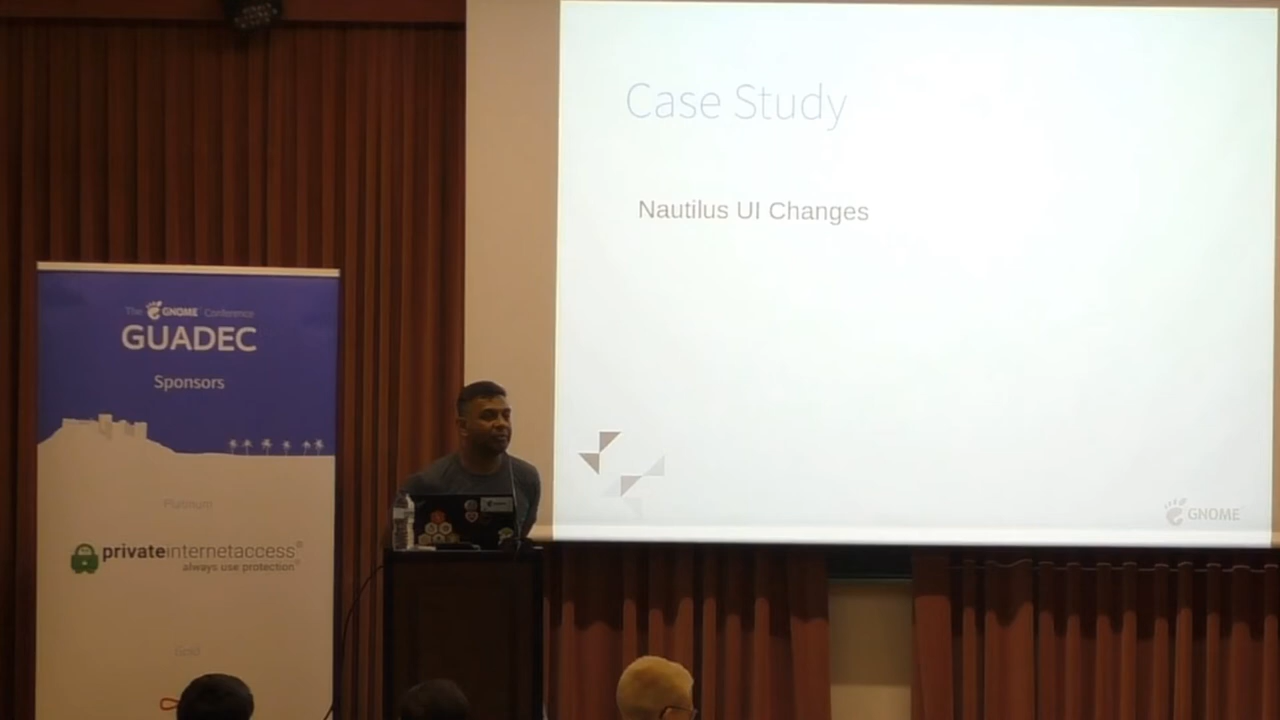 The GNOME Conference
GUADEC
Sponsors
Platinum
privateinternetaccess®
always use protection®
Gold
Case Study
Nautilus UI Changes
GNOME